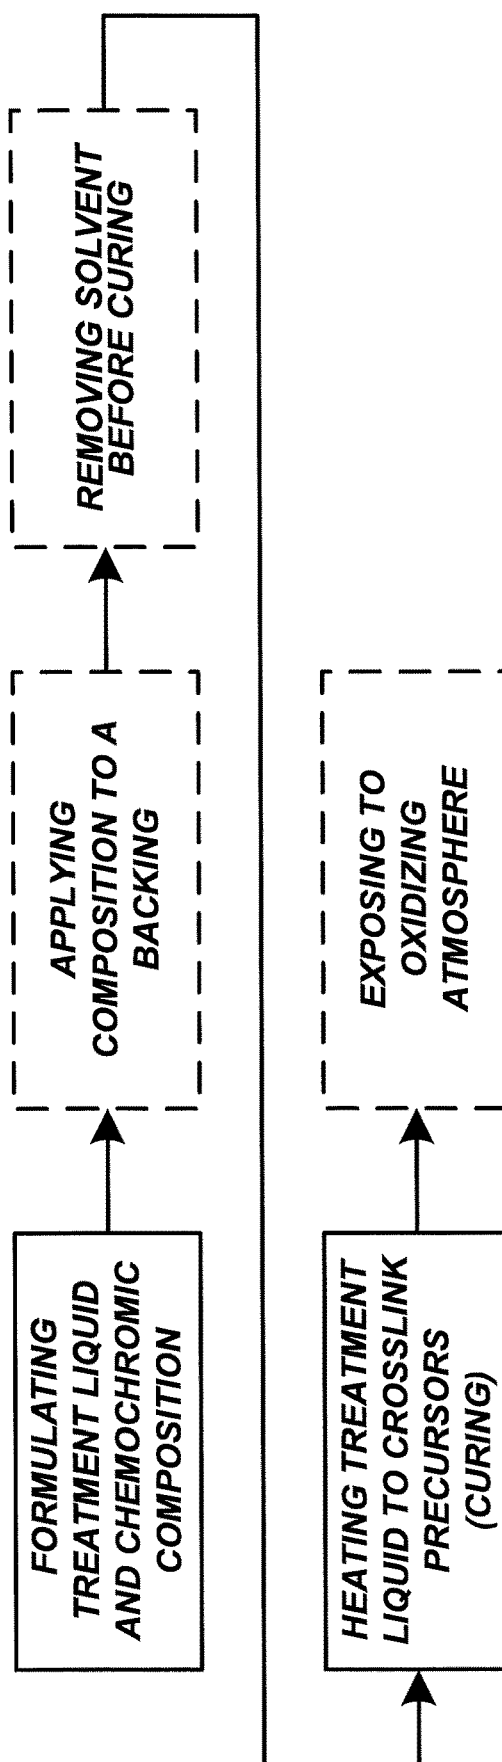 FORMULATING
TREATMENT LIQUID
AND CHEMOCHROMIC
COMPOSITION
APPLYING
COMPOSITION TO A
BACKING
REMOVING SOLVENT
BEFORE CURING
HEATING TREATMENT
LIQUID TO CROSSLINK
PRECURSORS
(CURING)
EXPOSING TO
OXIDIZING
ATMOSPHERE